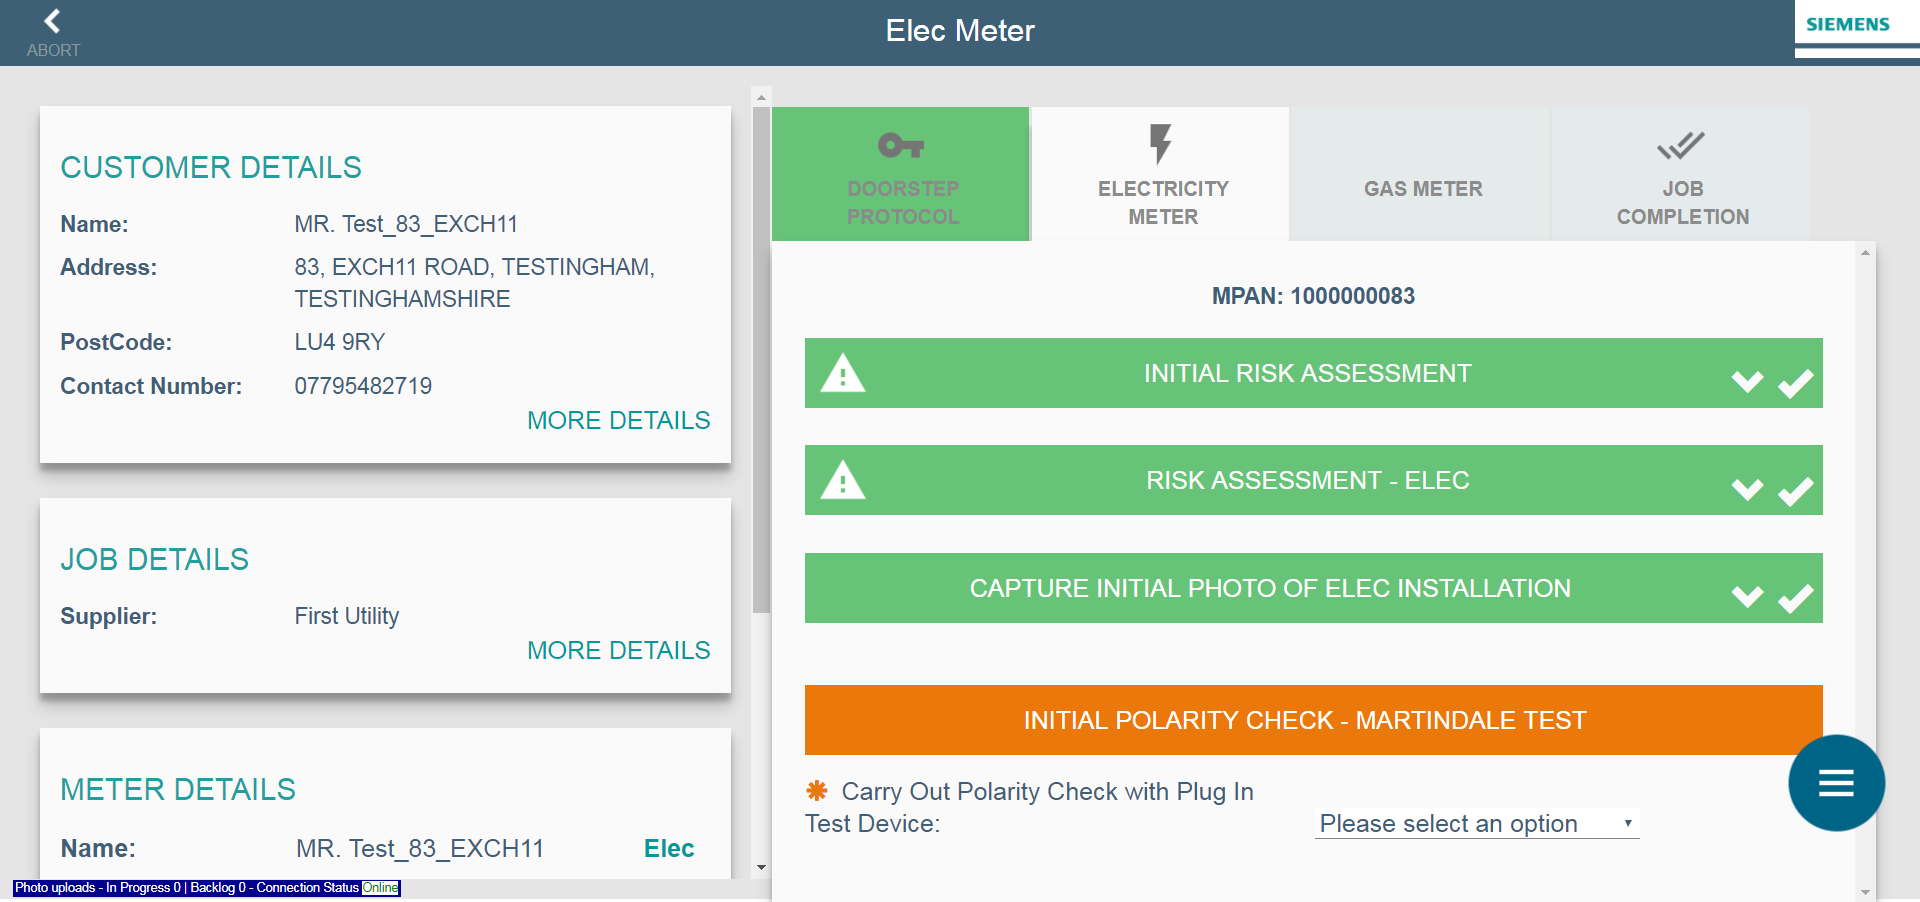 ABORT
Elec Meter
SIEMENS
CUSTOMER DETAILS
Name: MR. Test_83_EXCH11
Address: 83, EXCH11 ROAD, TESTINGHAM,
TESTINGHAMSHIRE
PostCode: LU4 9RY
Contact Number: 07795482719
MORE DETAILS
JOB DETAILS
Supplier: First Utility
MORE DETAILS
METER DETAILS
Name: MR. Test_83_EXCH11 Elec
Photo uploads - In Progress 0 | Backlog 0 - Connection Status Online
DOORSTEP
PROTOCOL
ELECTRICITY
METER
GAS METER
JOB
COMPLETION
MPAN: 1000000083
INITIAL RISK ASSESSMENT
RISK ASSESSMENT - ELEC
CAPTURE INITIAL PHOTO OF ELEC INSTALLATION
INITIAL POLARITY CHECK - MARTINDALE TEST
✱ Carry Out Polarity Check with Plug In
Test Device: Please select an option